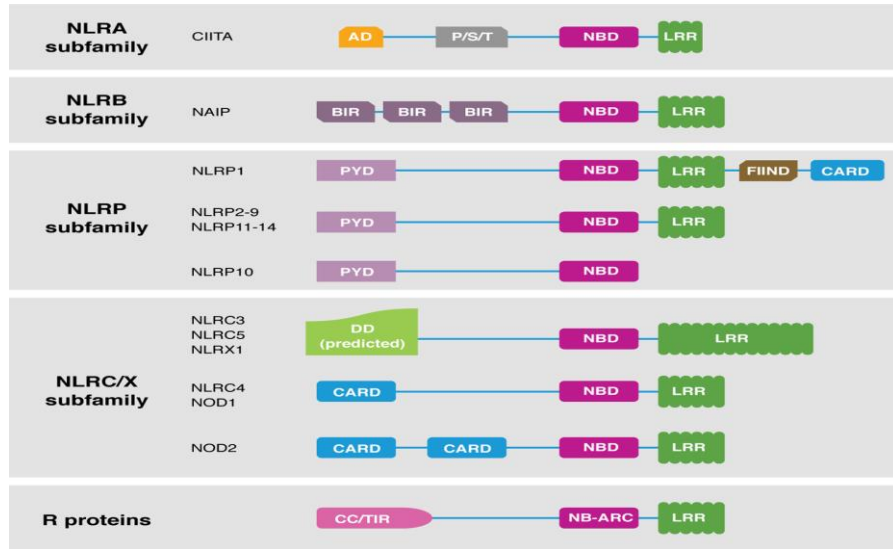 NLRA
subfamily
CIITA
AD
P/S/T
NBD
LRR
NLRB
subfamily
NAIP
BIR
BIR
BIR
NBD
LRR
NLRP
subfamily
NLRP1
PYD
NBD
LRR
FIIND
CARD
NLRP2-9
NLRP11-14
PYD
NBD
LRR
NLRP10
PYD
NBD
NLRC/X
subfamily
NLRC3
NLRC5
NLRX1
DD
(predicted)
NBD
LRR
NLRC4
NOD1
CARD
NBD
LRR
NOD2
CARD
CARD
NBD
LRR
R proteins
CC/TIR
NB-ARC
LRR